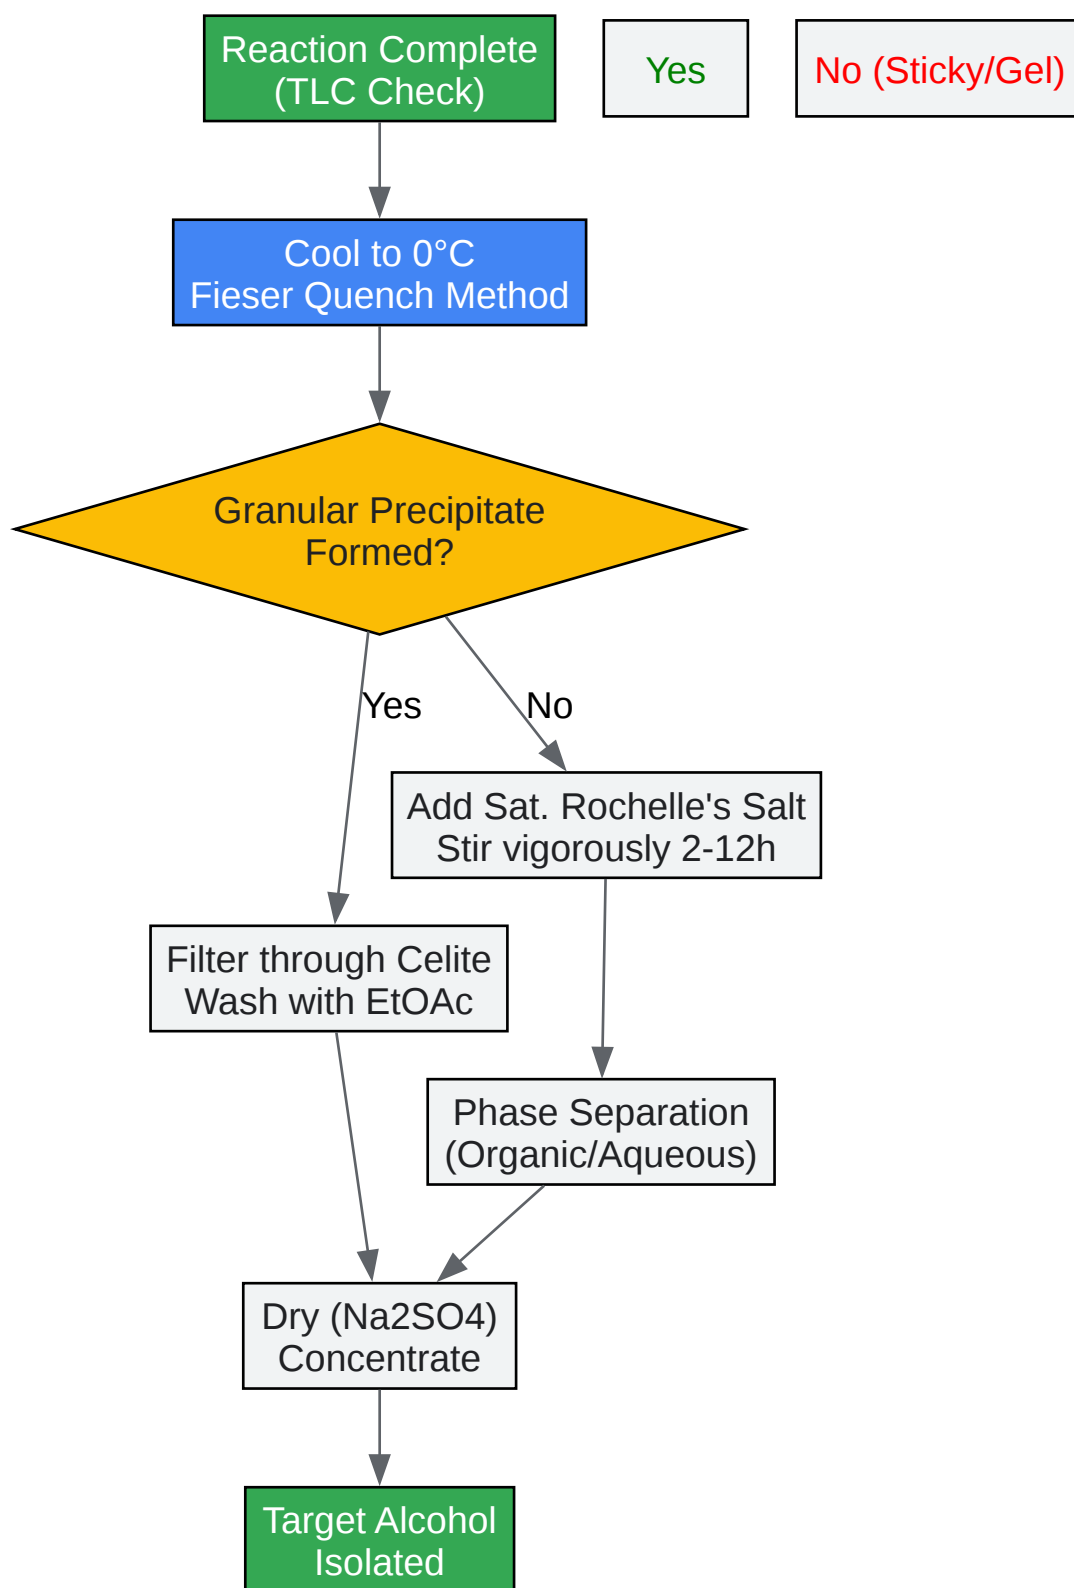 Reaction Complete
(TLC Check)
Yes
No (Sticky/Gel)
Cool to 0°C
Fieser Quench Method
Granular Precipitate
Formed?
Yes
No
Add Sat. Rochelle's Salt
Stir vigorously 2-12h
Filter through Celite
Wash with EtOAc
Phase Separation
(Organic/Aqueous)
Dry (Na2SO4)
Concentrate
Target Alcohol
Isolated